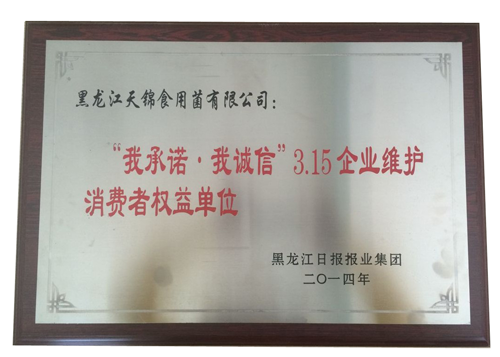 黑龙江天锦食用菌有限公司：
“我承诺·我诚信”3.15企业维护
消费者权益单位
黑龙江日报报业集团
二〇一四年